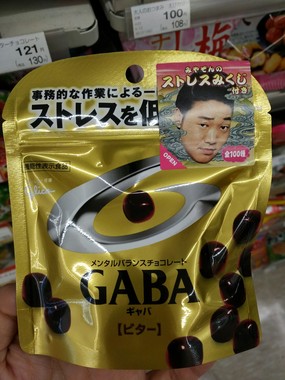 121
130
100
108
梅
事務的な作業による一
ストレスを低
みやぞんの
ストレスみくじ
付き
OPEN
全100種
機能性表示食品
メンタルバランスチョコレート
GABA
ギャバ
【ビター】